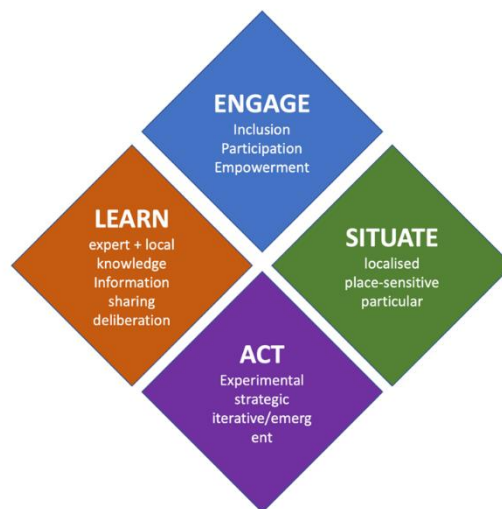 ENGAGE
Inclusion
Participation
Empowerment
LEARN
expert + local
knowledge
Information
sharing
deliberation
SITUATE
localised
place-sensitive
particular
ACT
Experimental
strategic
iterative/emerg
ent